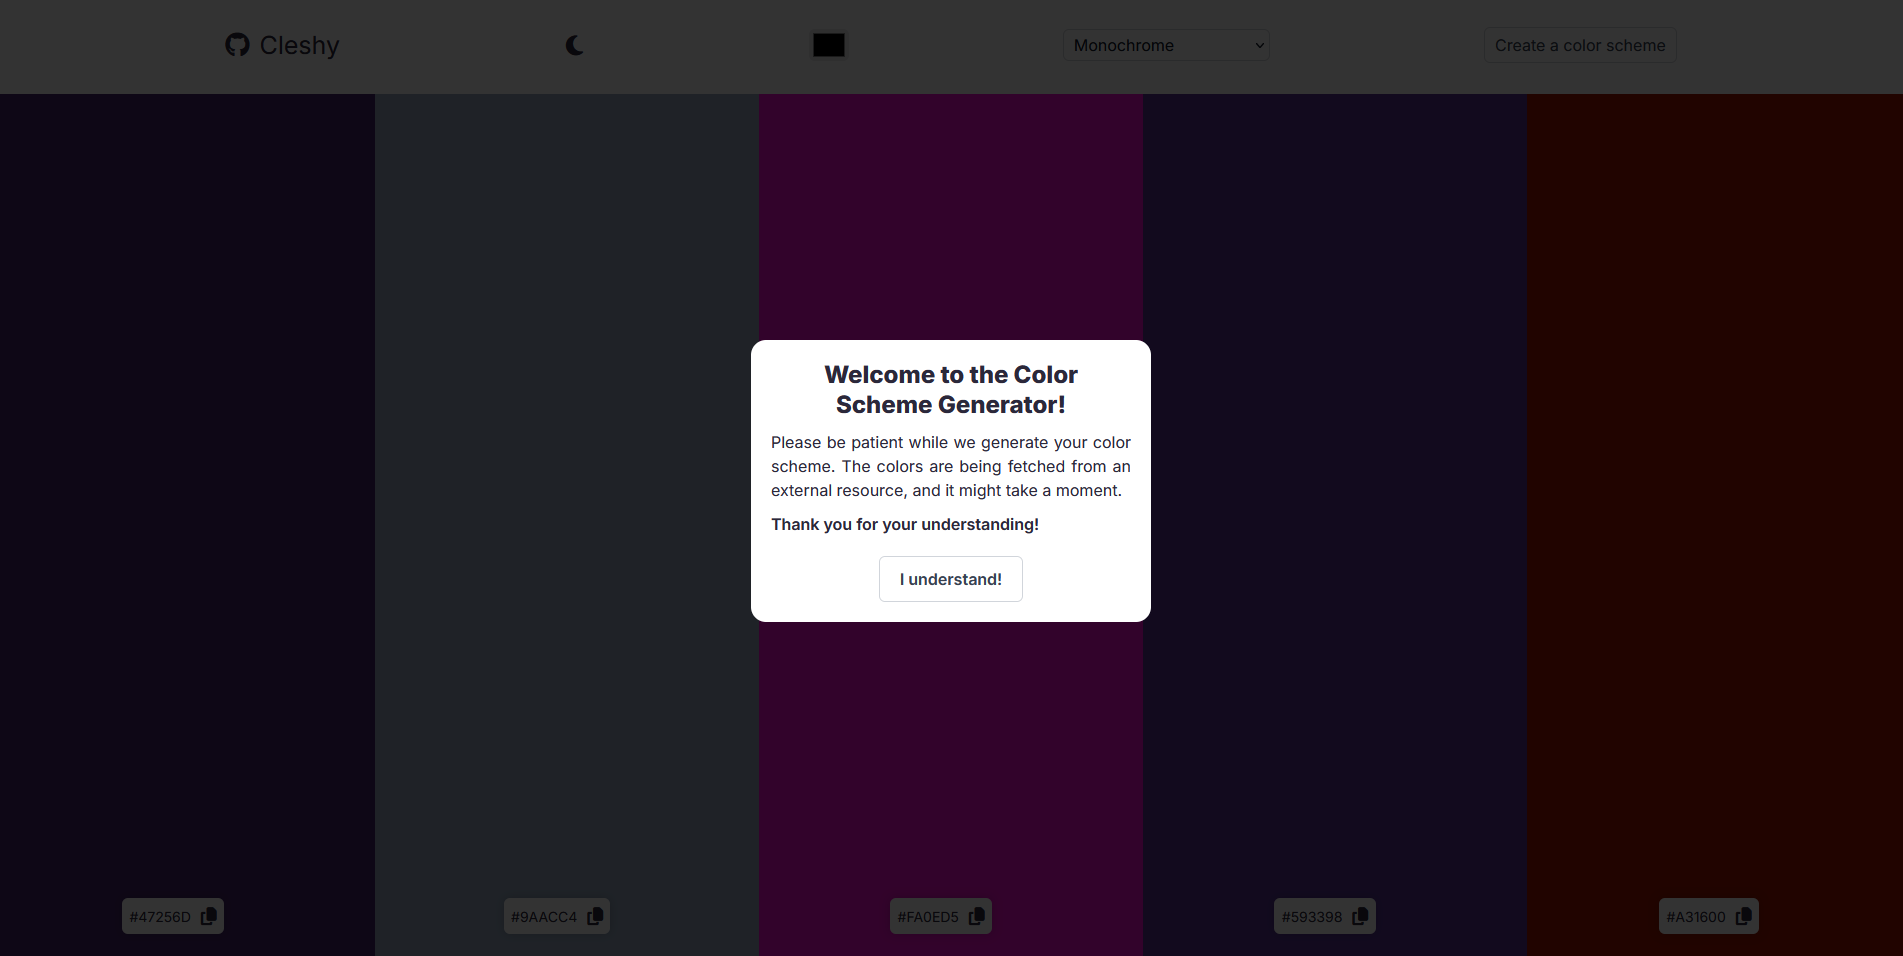 Cleshy
Monochrome
Create a color scheme
Welcome to the Color
Scheme Generator!
Please be patient while we generate your color
scheme. The colors are being fetched from an
external resource, and it might take a moment.
Thank you for your understanding!
I understand!
#47256D
#9AACC4
#FA0ED5
#593398
#A31600